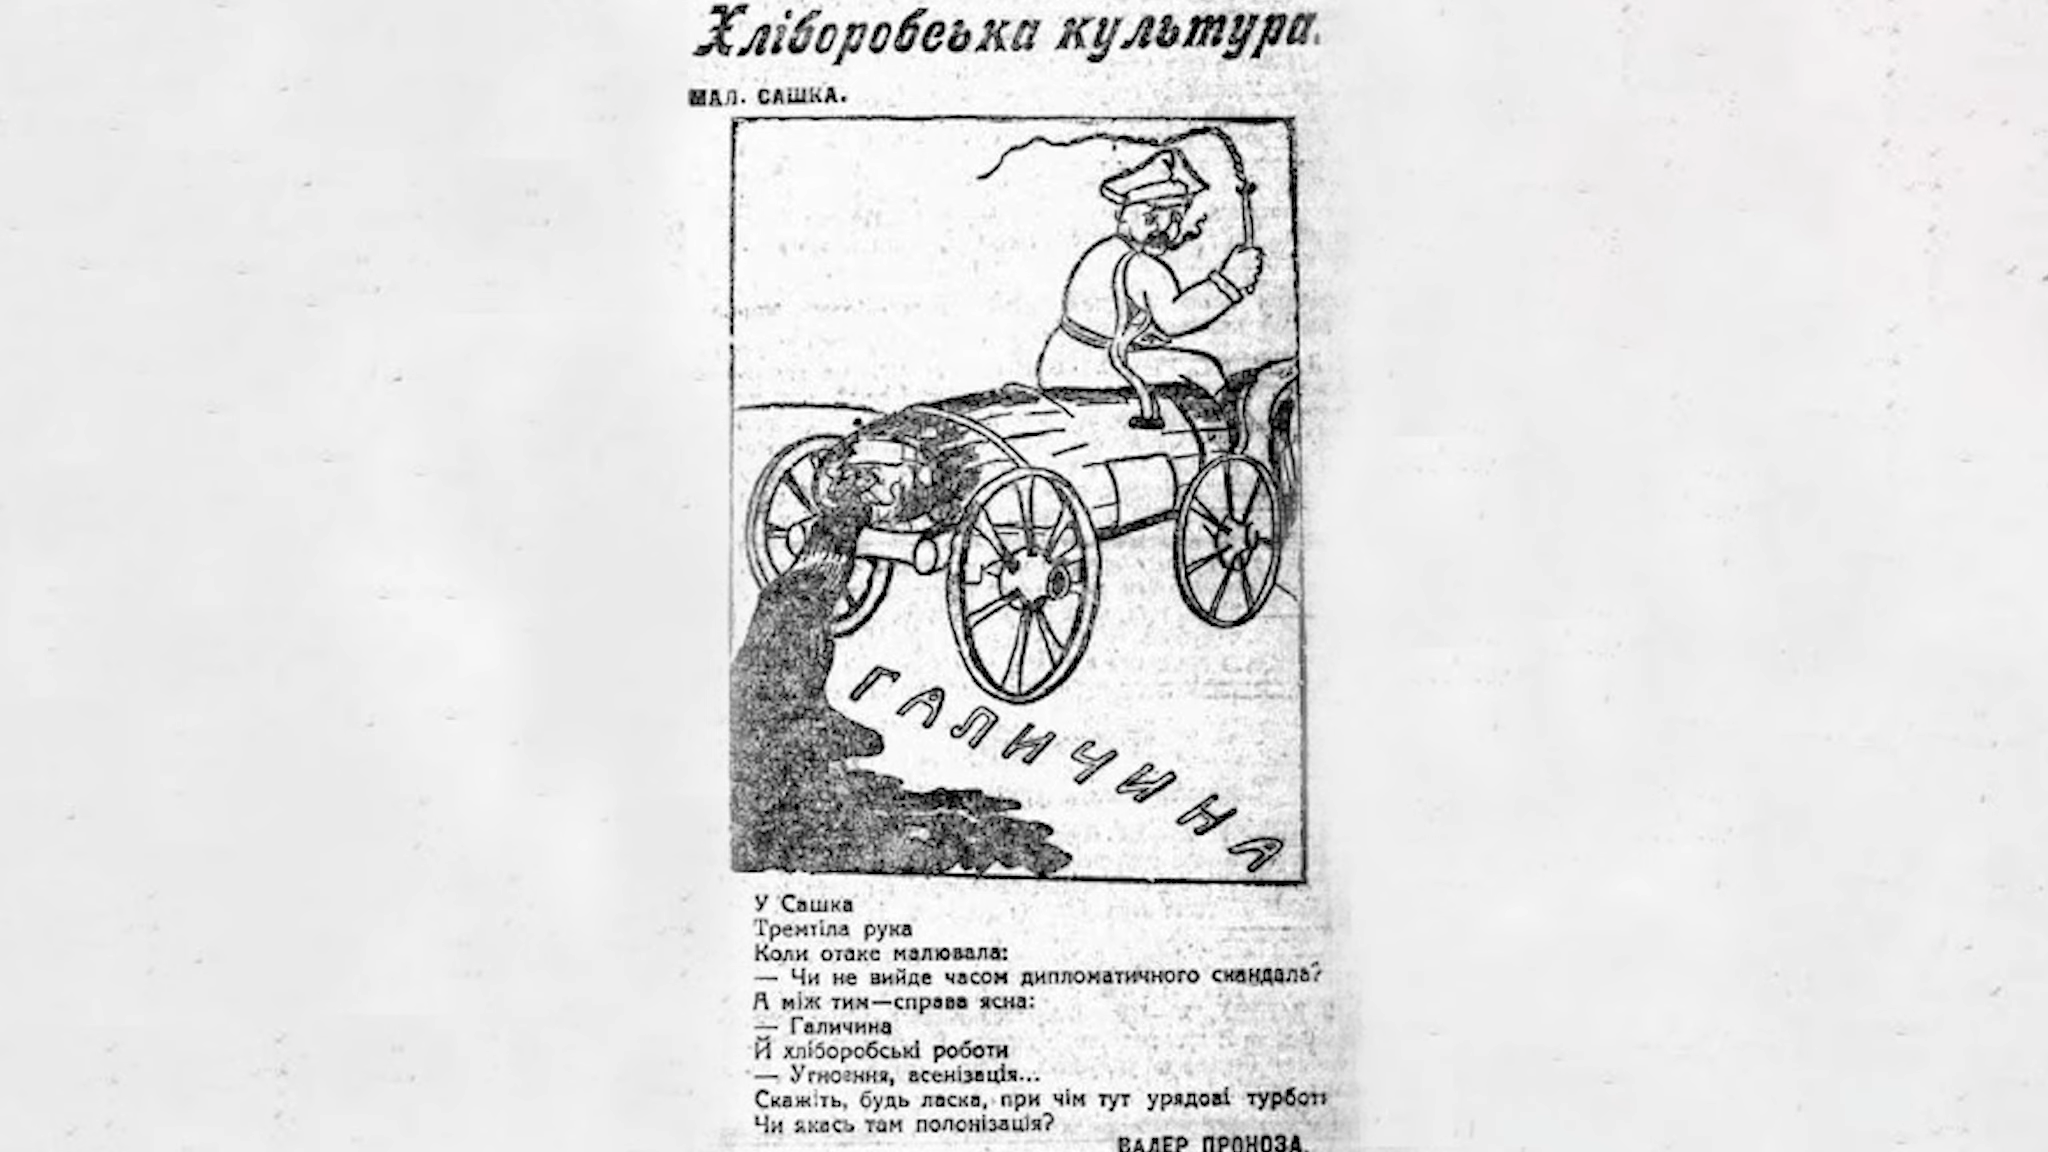 Хліборобська культура.
МАЛ. САШКА.
ГАЛИЧИНА
У Сашка
Тремтіла рука
Коли отаке малювала:
— Чи не вийде часом дипломатичного скандала?
А між тим—справа ясна:
— Галичина
Й хліборобські роботи
— Угноєння, асенізація...
Скажіть, будь ласка, при чім тут урядові турботи
Чи якась там полонізація?
ВАЛЕР ПРОНОЗА.